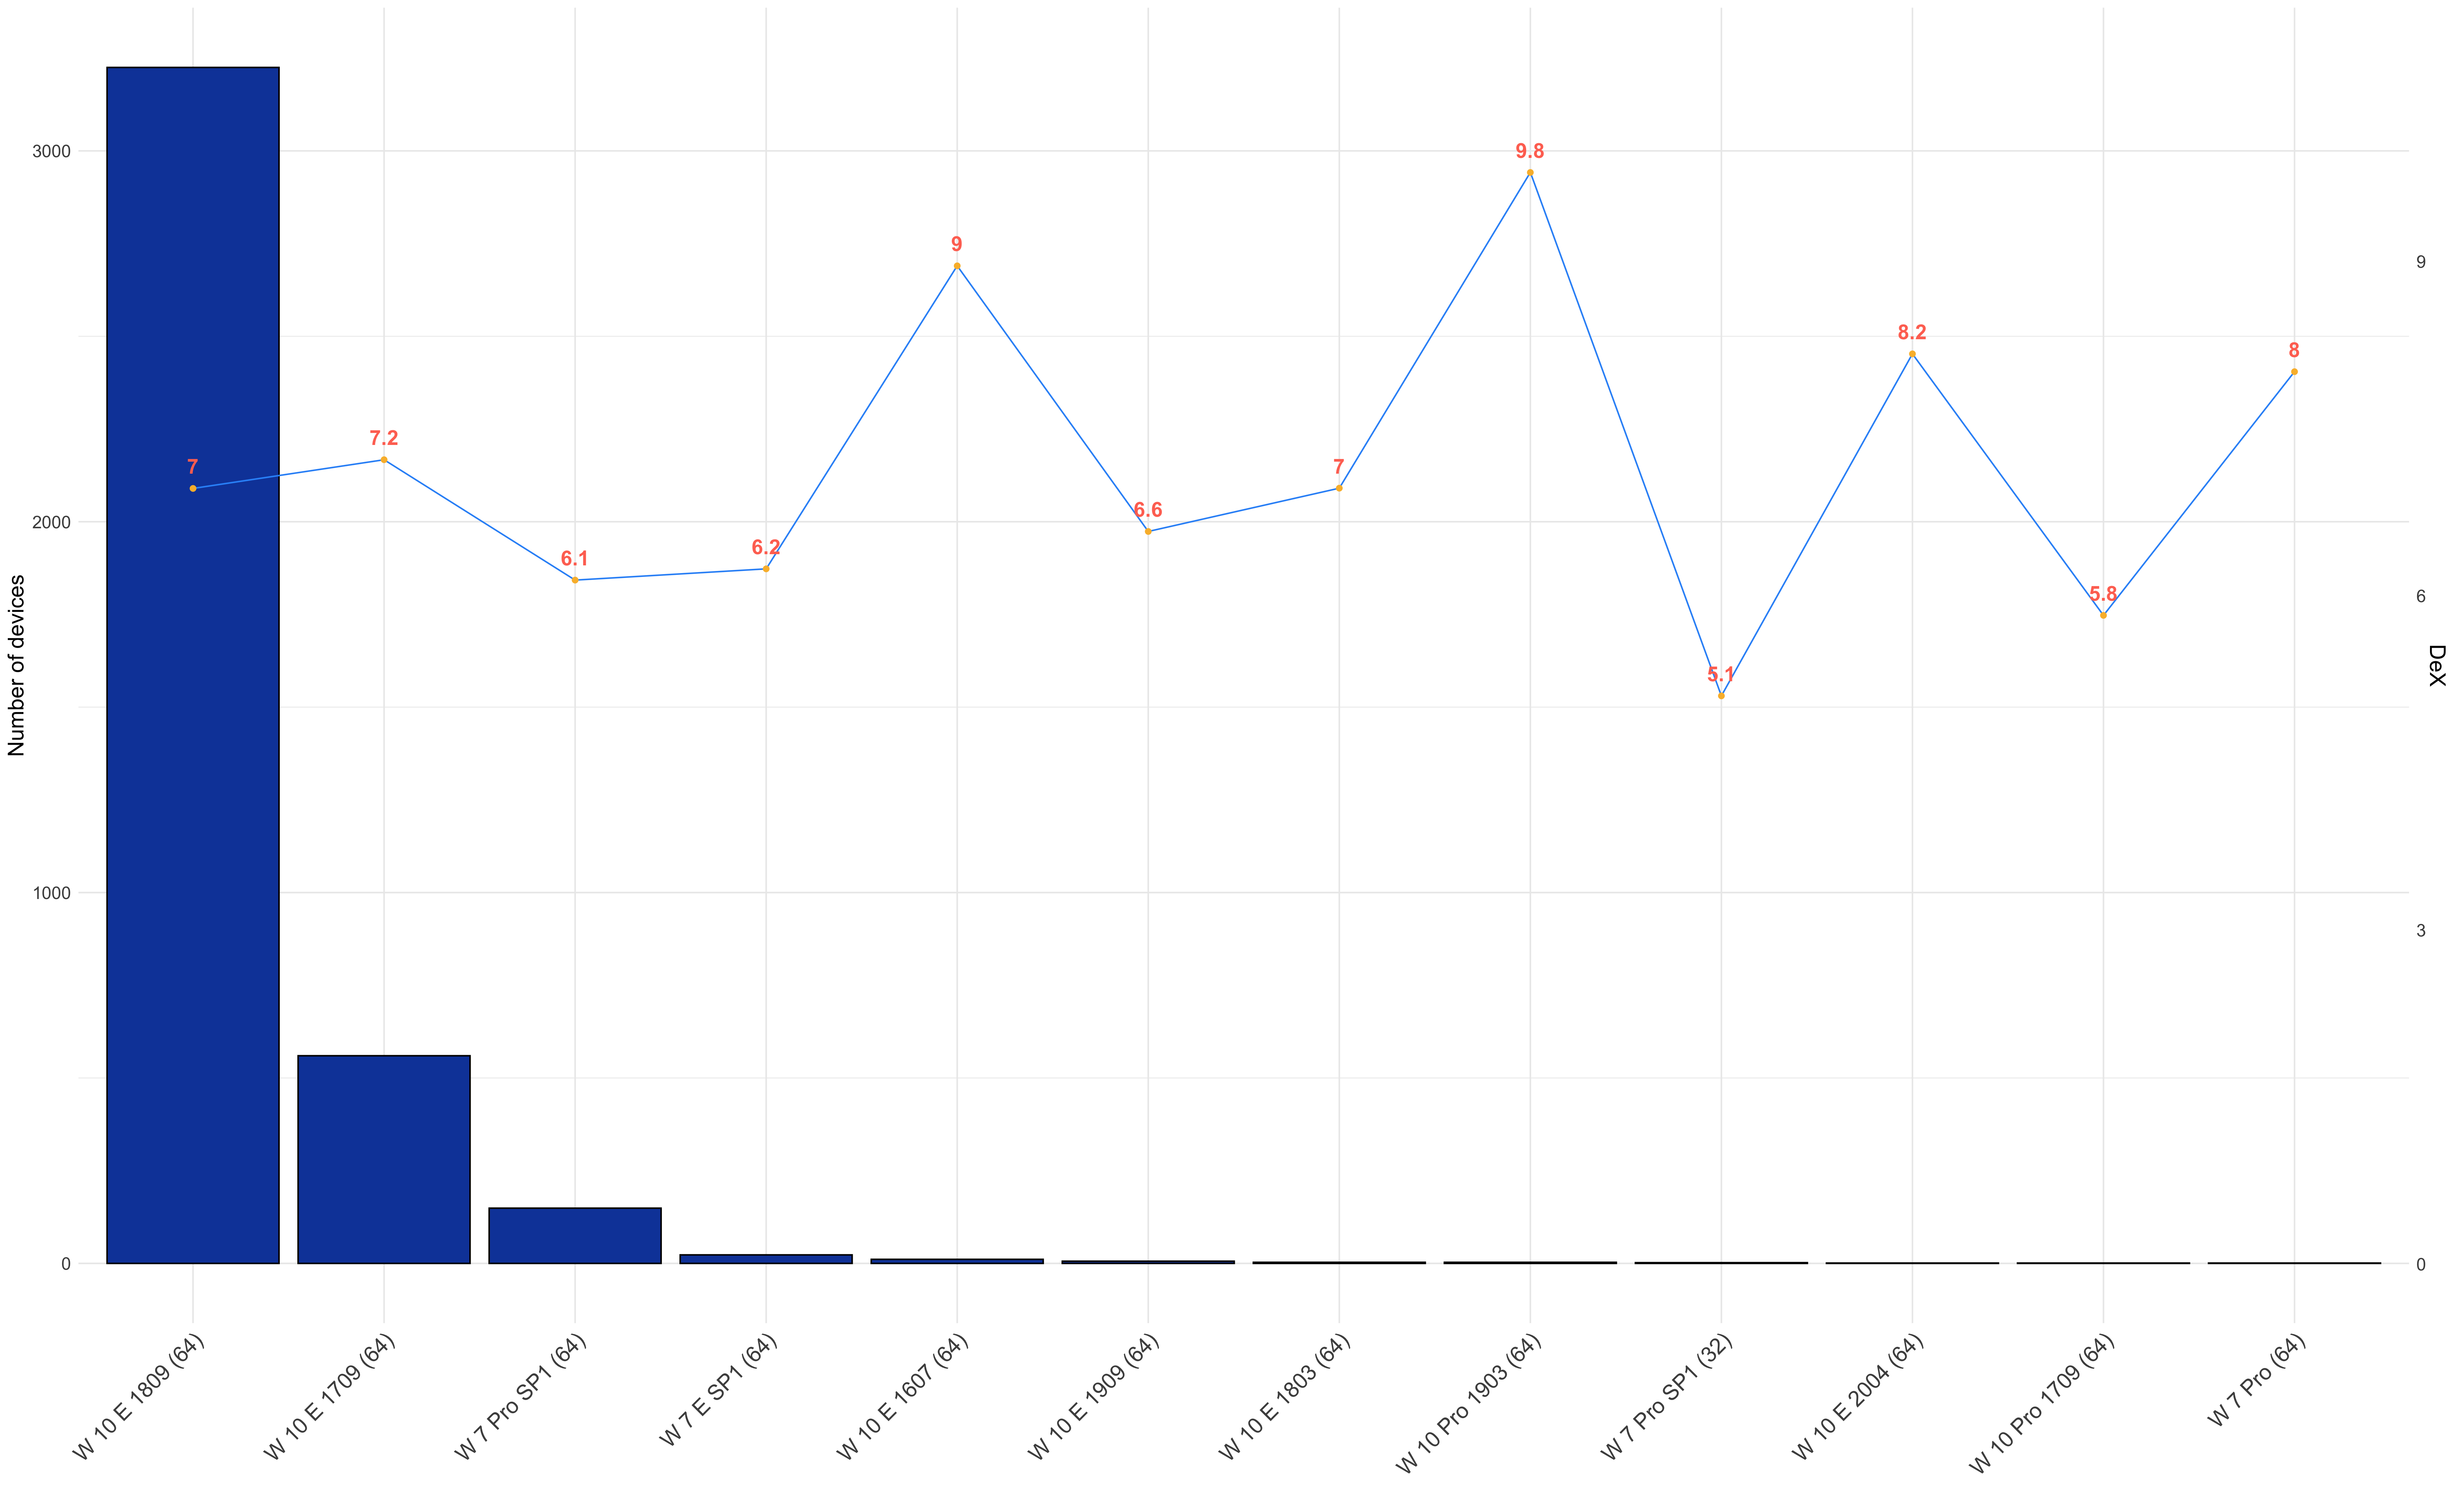 Number of devices
3000
2000
1000
0
7
7.2
6.1
6.2
9
6.6
7
9.8
5.1
8.2
5.8
8
9
6
3
0
DeX
W 10 E 1809 (64)
W 10 E 1709 (64)
W 7 Pro SP1 (64)
W 7 E SP1 (64)
W 10 E 1607 (64)
W 10 E 1909 (64)
W 10 E 1803 (64)
W 10 Pro 1903 (64)
W 7 Pro SP1 (32)
W 10 E 2004 (64)
W 10 Pro 1709 (64)
W 7 Pro (64)